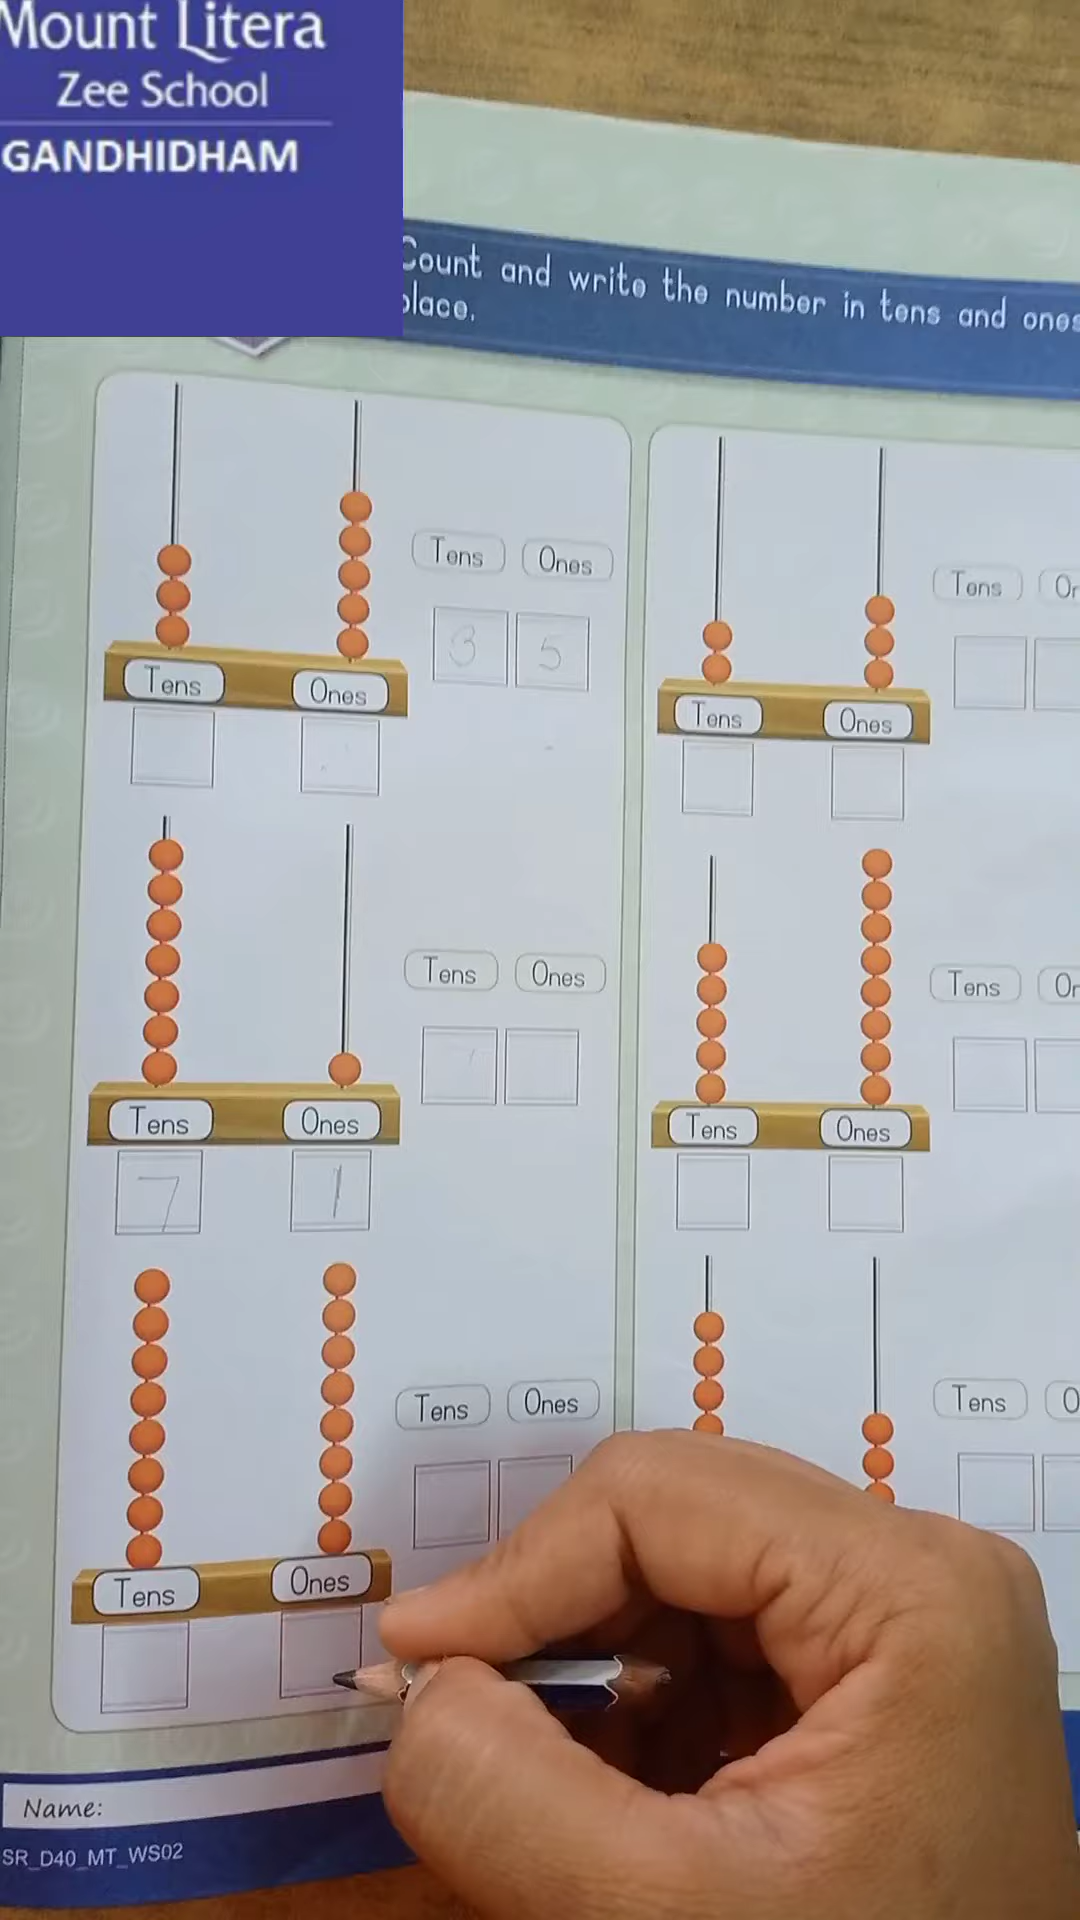 Mount Litera
Zee School
GANDHIDHAM
Count and write the number in tens and ones
place.
Tens Ones
3 5
Tens Ones
Tens
Tens Ones
Tens Ones
Tens Ones
7 1
Tens
Tens Ones
Tens Ones
Tens Ones
Tens
Name:
SR_D40_MT_WS02